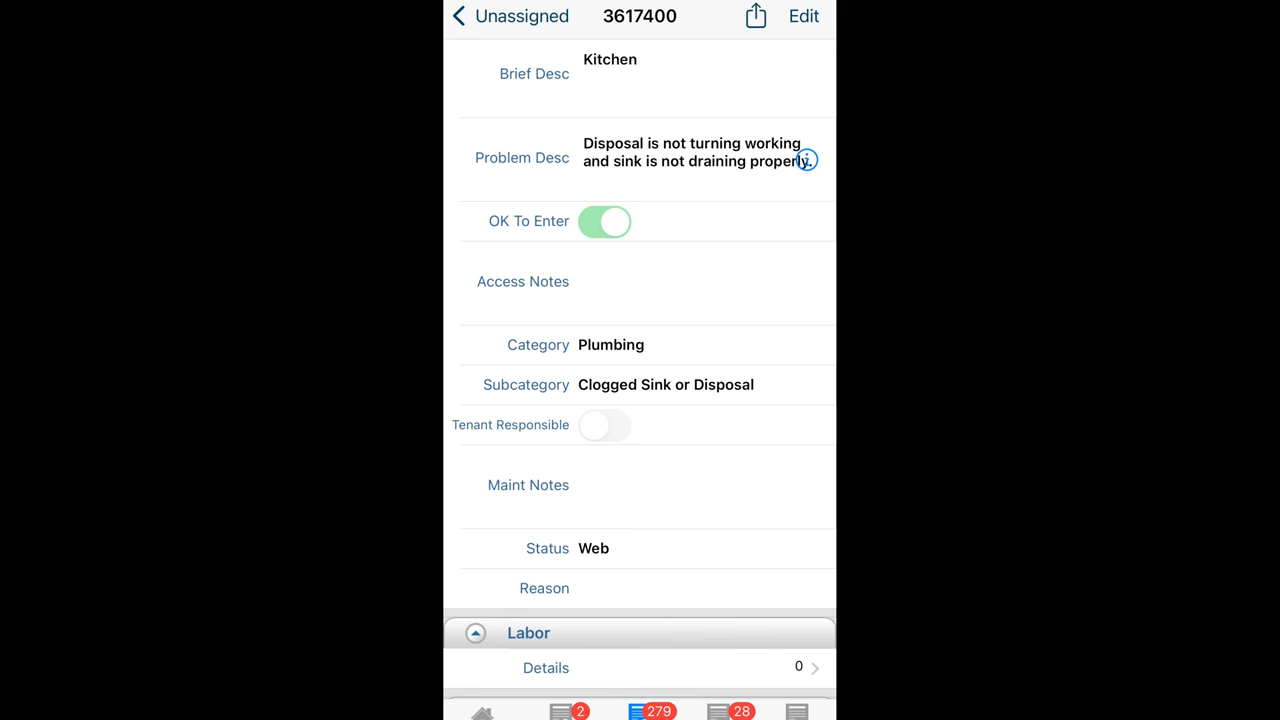 Unassigned 3617400 Edit
Brief Desc Kitchen
Problem Desc Disposal is not turning working
and sink is not draining properly.
OK To Enter
Access Notes
Category Plumbing
Subcategory Clogged Sink or Disposal
Tenant Responsible
Maint Notes
Status Web
Reason
Labor
Details 0
2 279 28